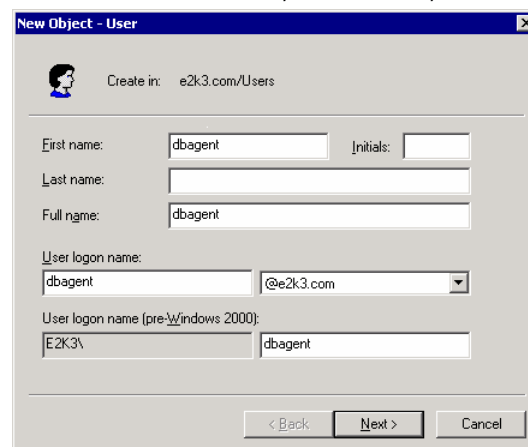 New Object - User
Create in: e2k3.com/Users
First name: dbagent Initials:
Last name:
Full name: dbagent
User logon name:
dbagent @e2k3.com
User logon name (pre-Windows 2000):
E2K3\ dbagent
< Back Next > Cancel